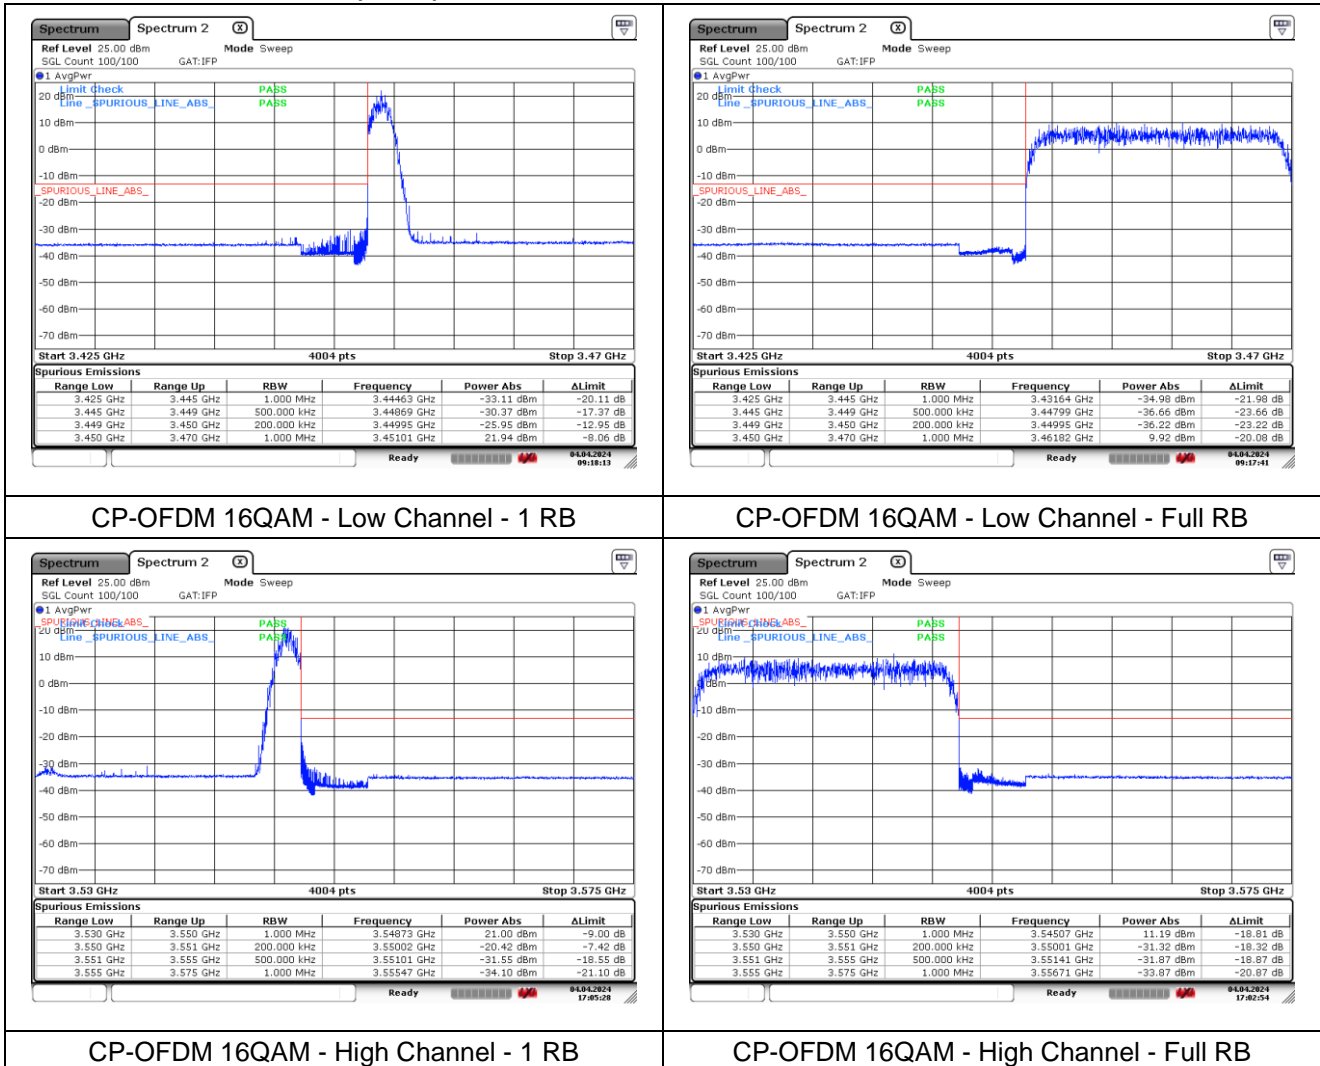 Spectrum Spectrum 2 X
Ref Level 25.00 dBm Mode Sweep
SGL Count 100/100 GAT:IFP
1 AvgPwr
Limit Check PASS
20 dBm Line _SPURIOUS_LINE_ABS_ PASS
10 dBm
0 dBm
-10 dBm
_SPURIOUS_LINE_ABS_
-20 dBm
-30 dBm
-40 dBm
-50 dBm
-60 dBm
-70 dBm
Start 3.425 GHz 4004 pts Stop 3.47 GHz
Spurious Emissions
Range Low Range Up RBW Frequency Power Abs ΔLimit
3.425 GHz 3.445 GHz 1.000 MHz 3.44463 GHz -33.11 dBm -20.11 dB
3.445 GHz 3.449 GHz 500.000 kHz 3.44869 GHz -30.37 dBm -17.37 dB
3.449 GHz 3.450 GHz 200.000 kHz 3.44995 GHz -25.95 dBm -12.95 dB
3.450 GHz 3.470 GHz 1.000 MHz 3.45101 GHz 21.94 dBm -8.06 dB
Ready 04.04.2024
09:18:13
CP-OFDM 16QAM - Low Channel - 1 RB
Spectrum Spectrum 2 X
Ref Level 25.00 dBm Mode Sweep
SGL Count 100/100 GAT:IFP
1 AvgPwr
Limit Check PASS
20 dBm Line _SPURIOUS_LINE_ABS_ PASS
10 dBm
0 dBm
-10 dBm
_SPURIOUS_LINE_ABS_
-20 dBm
-30 dBm
-40 dBm
-50 dBm
-60 dBm
-70 dBm
Start 3.425 GHz 4004 pts Stop 3.47 GHz
Spurious Emissions
Range Low Range Up RBW Frequency Power Abs ΔLimit
3.425 GHz 3.445 GHz 1.000 MHz 3.43164 GHz -34.98 dBm -21.98 dB
3.445 GHz 3.449 GHz 500.000 kHz 3.44799 GHz -36.66 dBm -23.66 dB
3.449 GHz 3.450 GHz 200.000 kHz 3.44995 GHz -36.22 dBm -23.22 dB
3.450 GHz 3.470 GHz 1.000 MHz 3.46182 GHz 9.92 dBm -20.08 dB
Ready 04.04.2024
09:17:41
CP-OFDM 16QAM - Low Channel - Full RB
Spectrum Spectrum 2 X
Ref Level 25.00 dBm Mode Sweep
SGL Count 100/100 GAT:IFP
1 AvgPwr
_SPURIOUS_LINE_ABS_
Limit Check PASS
20 dBm Line _SPURIOUS_LINE_ABS_ PASS
10 dBm
0 dBm
-10 dBm
-20 dBm
-30 dBm
-40 dBm
-50 dBm
-60 dBm
-70 dBm
Start 3.53 GHz 4004 pts Stop 3.575 GHz
Spurious Emissions
Range Low Range Up RBW Frequency Power Abs ΔLimit
3.530 GHz 3.550 GHz 1.000 MHz 3.54873 GHz 21.00 dBm -9.00 dB
3.550 GHz 3.551 GHz 200.000 kHz 3.55002 GHz -20.42 dBm -7.42 dB
3.551 GHz 3.555 GHz 500.000 kHz 3.55101 GHz -31.55 dBm -18.55 dB
3.555 GHz 3.575 GHz 1.000 MHz 3.55547 GHz -34.10 dBm -21.10 dB
Ready 04.04.2024
17:05:28
CP-OFDM 16QAM - High Channel - 1 RB
Spectrum Spectrum 2 X
Ref Level 25.00 dBm Mode Sweep
SGL Count 100/100 GAT:IFP
1 AvgPwr
_SPURIOUS_LINE_ABS_
Limit Check PASS
20 dBm Line _SPURIOUS_LINE_ABS_ PASS
10 dBm
0 dBm
-10 dBm
-20 dBm
-30 dBm
-40 dBm
-50 dBm
-60 dBm
-70 dBm
Start 3.53 GHz 4004 pts Stop 3.575 GHz
Spurious Emissions
Range Low Range Up RBW Frequency Power Abs ΔLimit
3.530 GHz 3.550 GHz 1.000 MHz 3.54507 GHz 11.19 dBm -18.81 dB
3.550 GHz 3.551 GHz 200.000 kHz 3.55001 GHz -31.32 dBm -18.32 dB
3.551 GHz 3.555 GHz 500.000 kHz 3.55141 GHz -31.87 dBm -18.87 dB
3.555 GHz 3.575 GHz 1.000 MHz 3.55671 GHz -33.87 dBm -20.87 dB
Ready 04.04.2024
17:02:54
CP-OFDM 16QAM - High Channel - Full RB